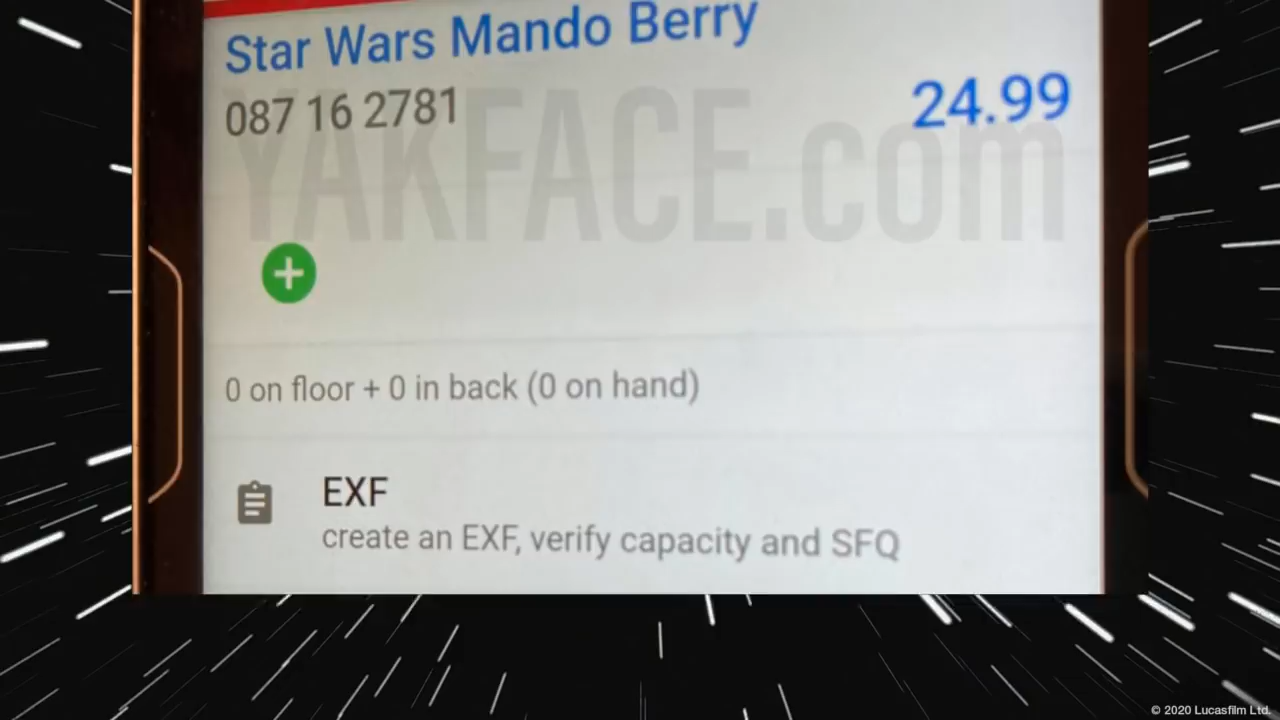 Star Wars Mando Berry
087 16 2781
24.99
YAKFACE.com
0 on floor + 0 in back (0 on hand)
EXF
create an EXF, verify capacity and SFQ
© 2020 Lucasfilm Ltd.